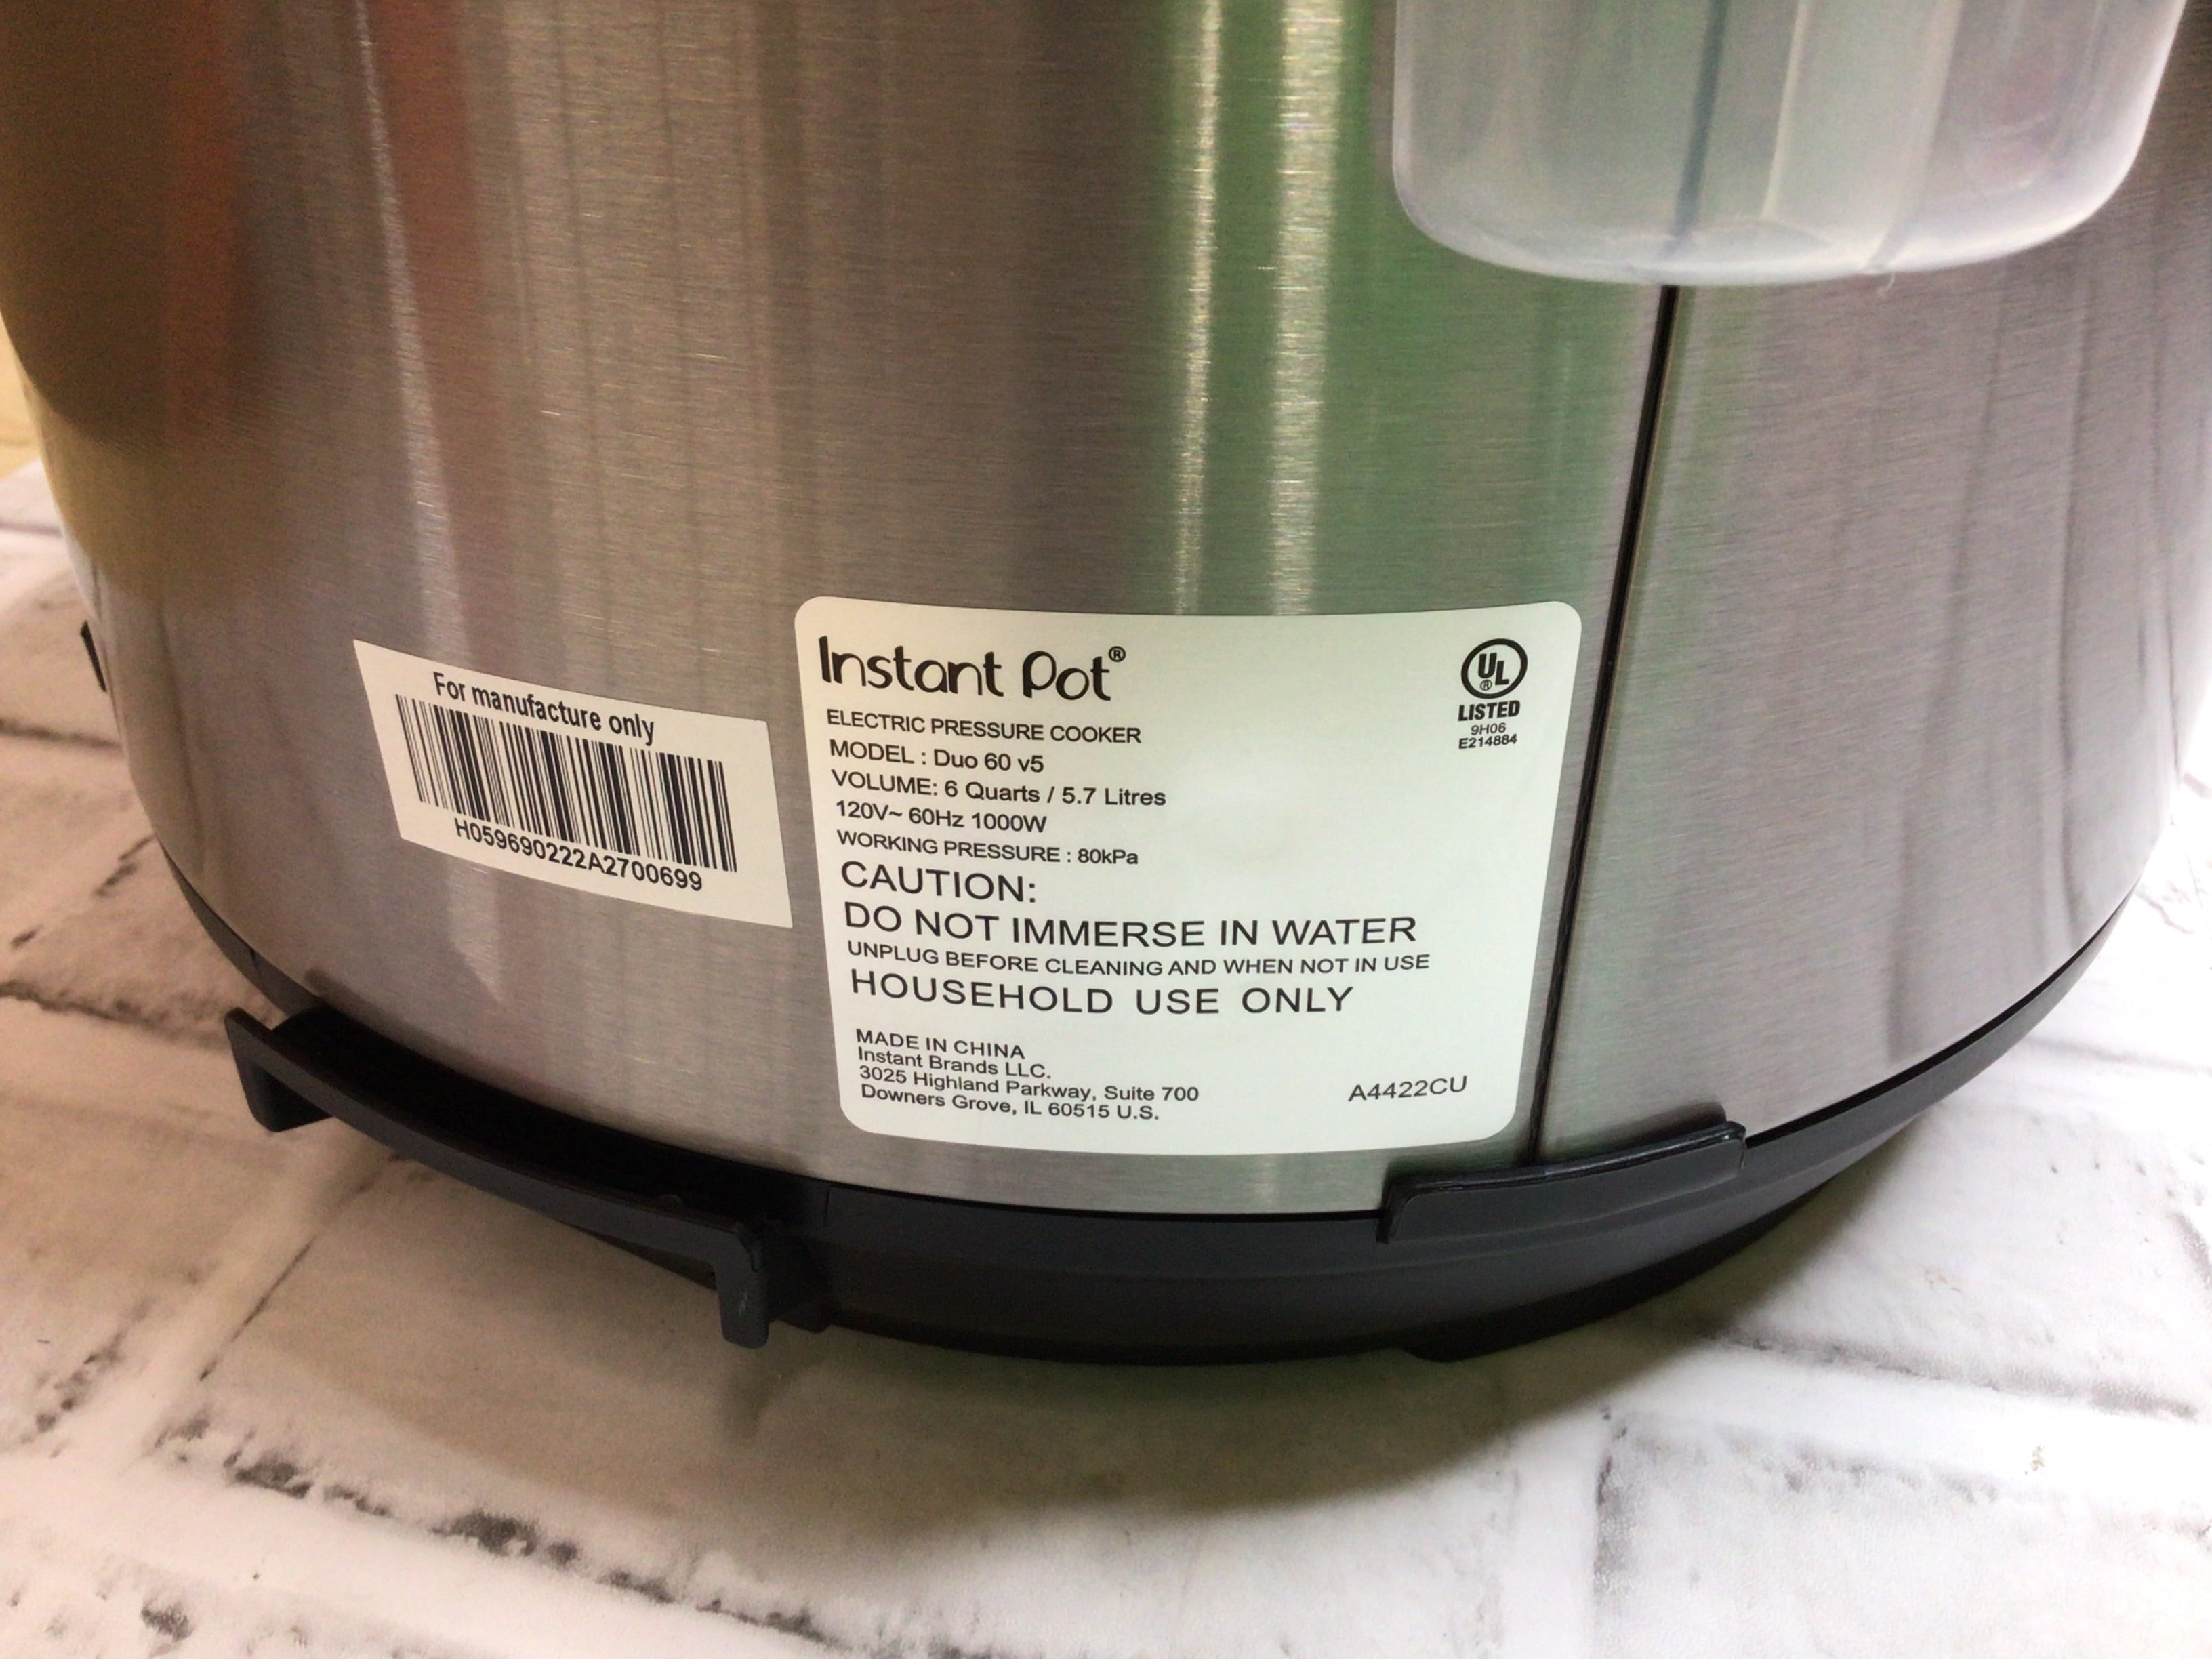 For manufacture only
H059690222A2700699
Instant Pot®
ELECTRIC PRESSURE COOKER
MODEL : Duo 60 v5
VOLUME: 6 Quarts / 5.7 Litres
120V~ 60Hz 1000W
WORKING PRESSURE : 80kPa
CAUTION:
DO NOT IMMERSE IN WATER
UNPLUG BEFORE CLEANING AND WHEN NOT IN USE
HOUSEHOLD USE ONLY
MADE IN CHINA
Instant Brands LLC.
3025 Highland Parkway, Suite 700
Downers Grove, IL 60515 U.S.
A4422CU
UL
®
LISTED
9H06
E214884